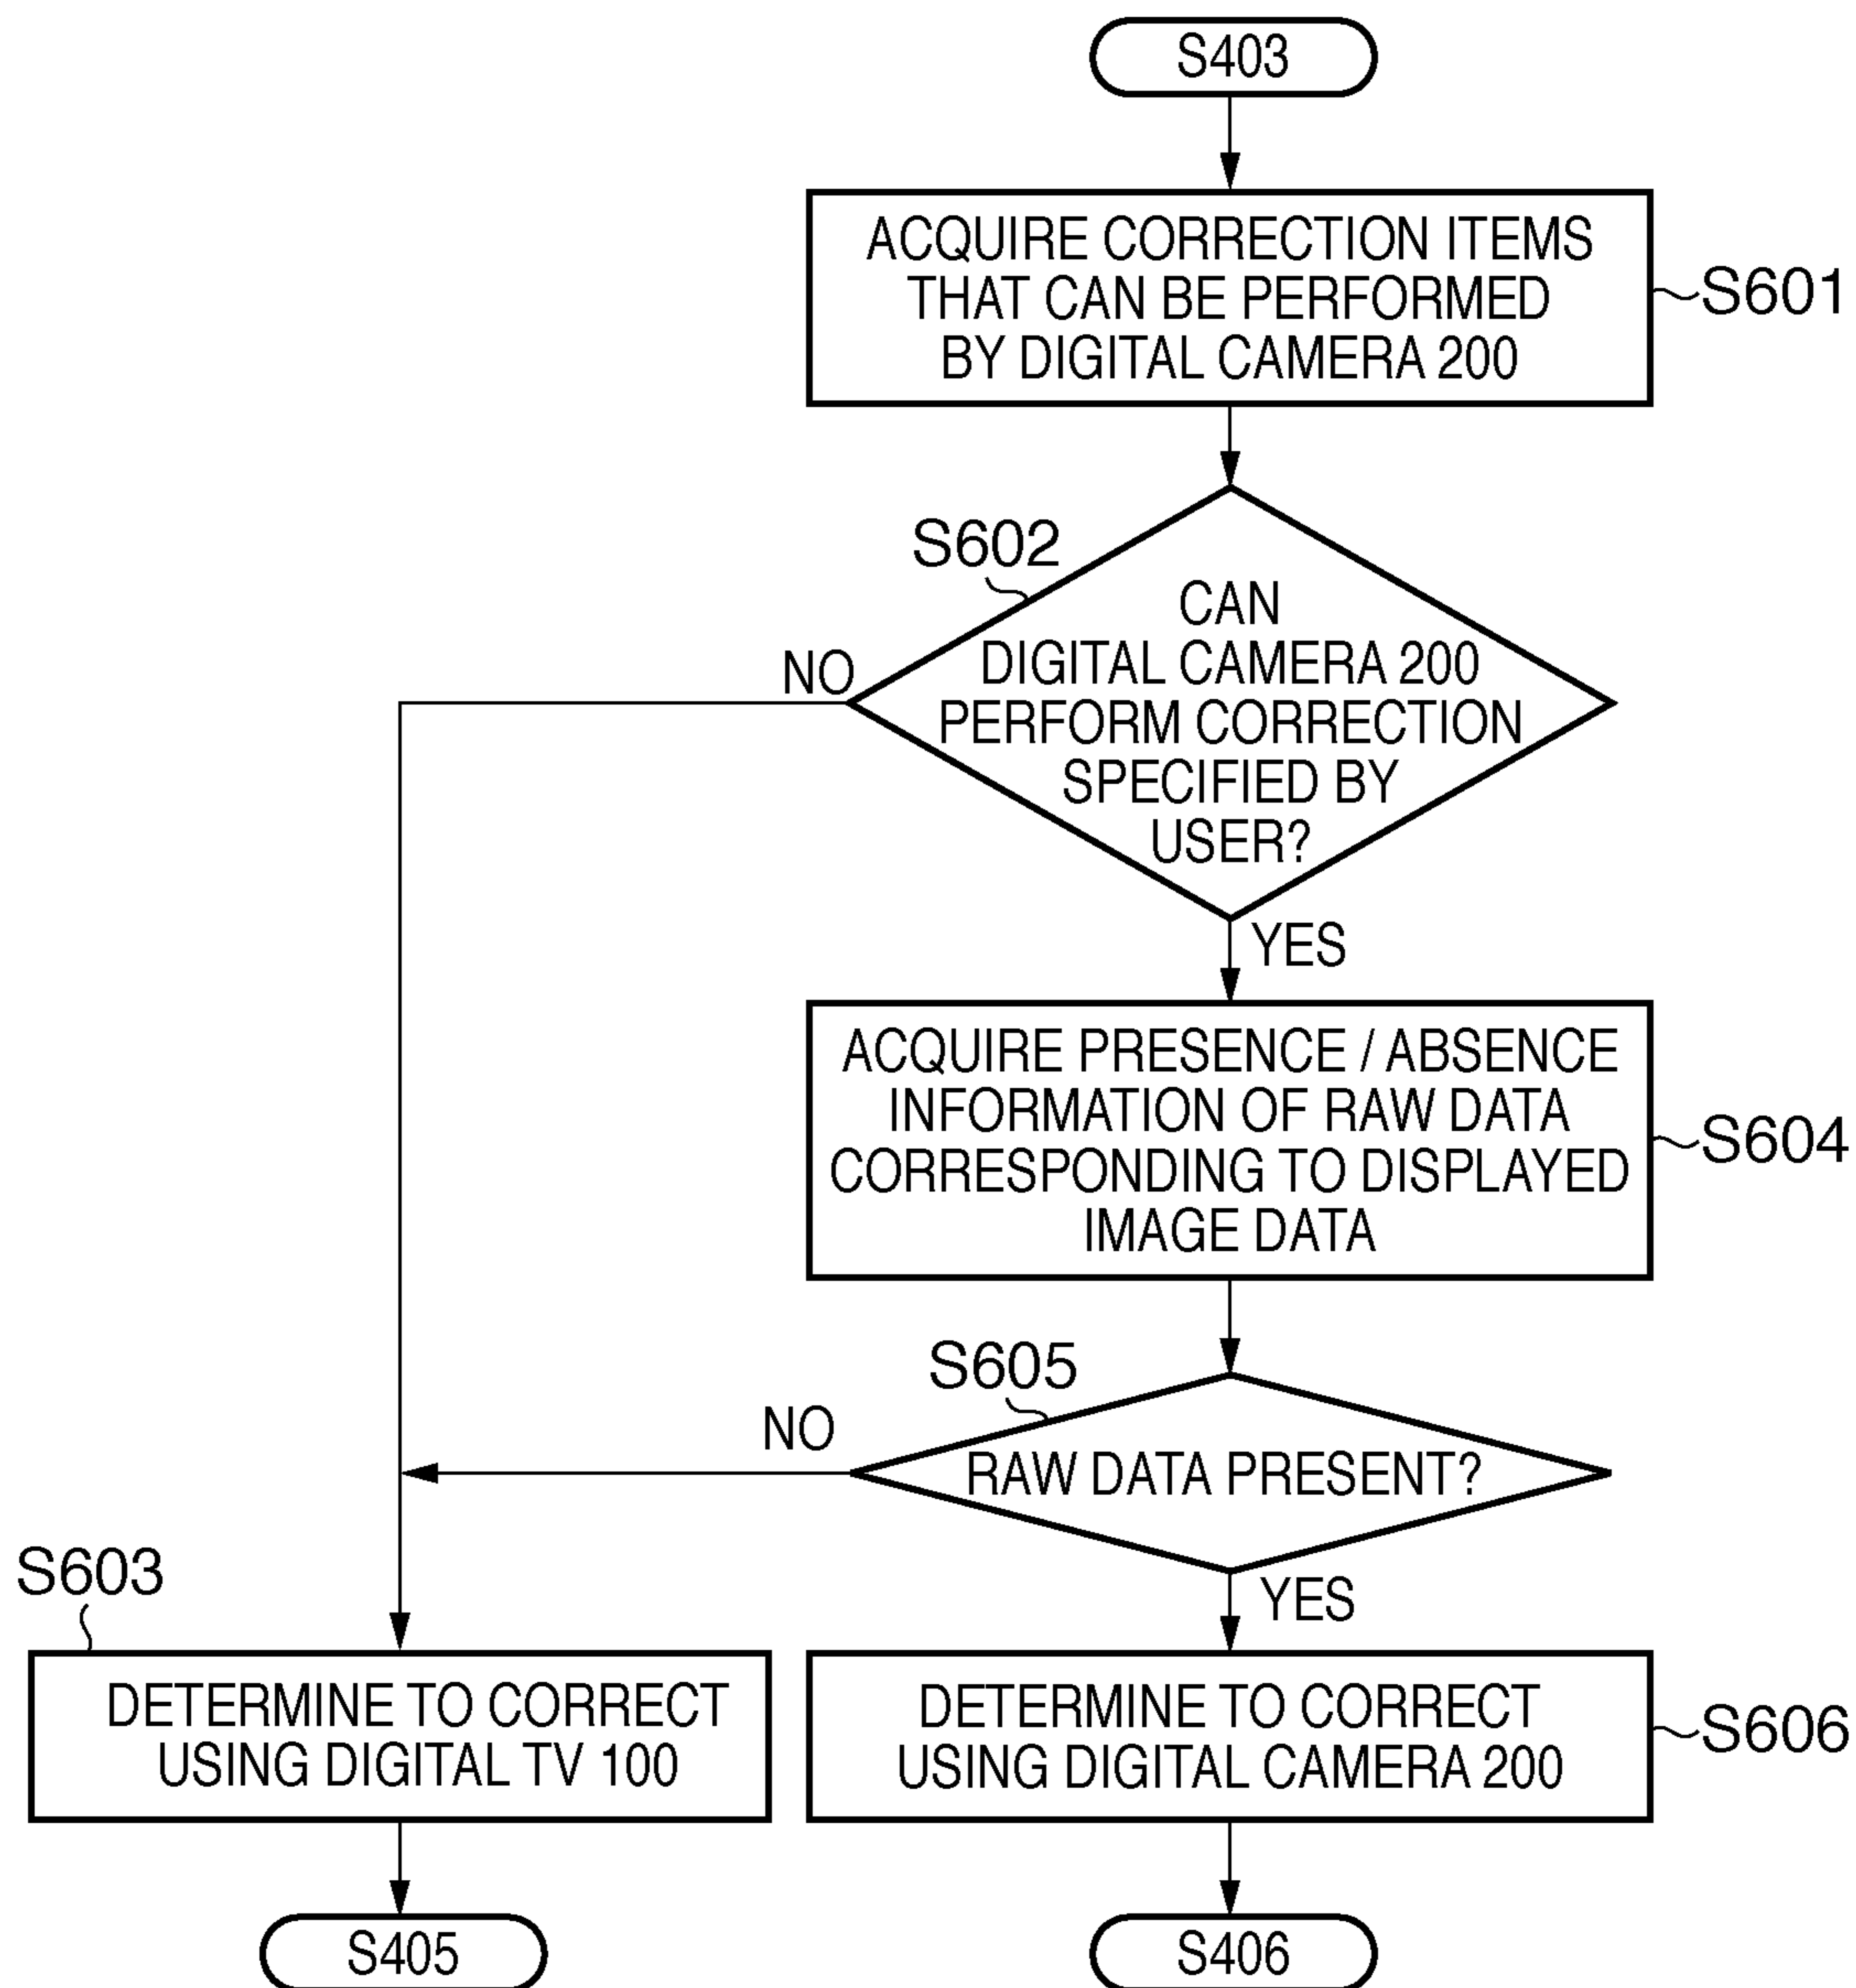 S403
ACQUIRE CORRECTION ITEMS
THAT CAN BE PERFORMED
BY DIGITAL CAMERA 200
S601
S602
CAN
DIGITAL CAMERA 200
PERFORM CORRECTION
SPECIFIED BY
USER?
NO
YES
ACQUIRE PRESENCE / ABSENCE
INFORMATION OF RAW DATA
CORRESPONDING TO DISPLAYED
IMAGE DATA
S604
S605
RAW DATA PRESENT?
NO
YES
S603
DETERMINE TO CORRECT
USING DIGITAL TV 100
DETERMINE TO CORRECT
USING DIGITAL CAMERA 200
S606
S405
S406